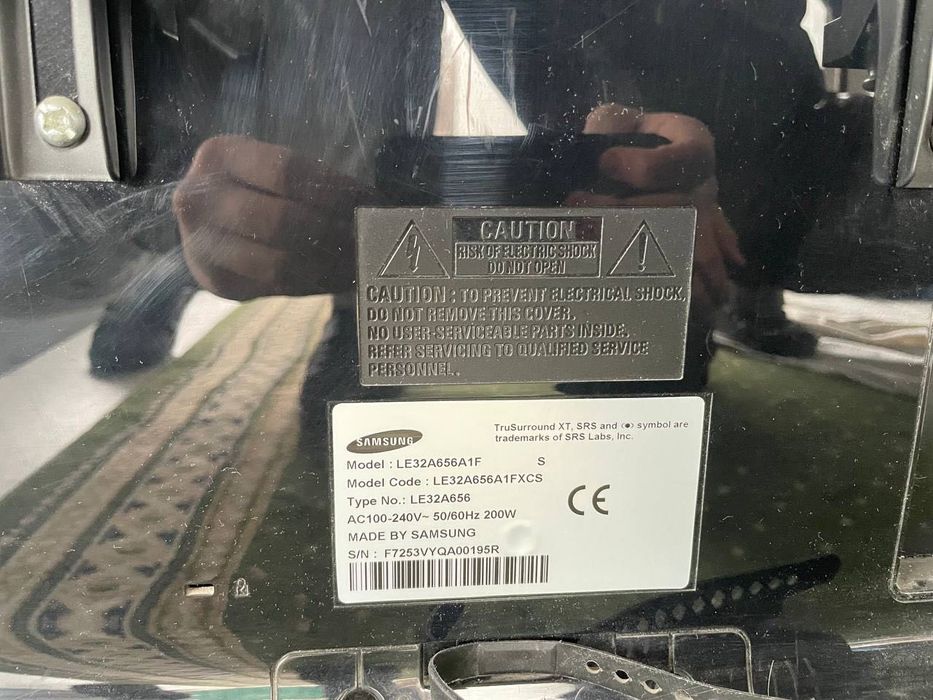 CAUTION
RISK OF ELECTRIC SHOCK
DO NOT OPEN
CAUTION : TO PREVENT ELECTRICAL SHOCK,
DO NOT REMOVE THIS COVER.
NO USER-SERVICEABLE PARTS INSIDE.
REFER SERVICING TO QUALIFIED SERVICE
PERSONNEL.
SAMSUNG
TruSurround XT, SRS and (●) symbol are
trademarks of SRS Labs, Inc.
Model : LE32A656A1F S
Model Code : LE32A656A1FXCS
Type No.: LE32A656
AC100-240V~ 50/60Hz 200W
MADE BY SAMSUNG
S/N : F7253VYQA00195R
CE